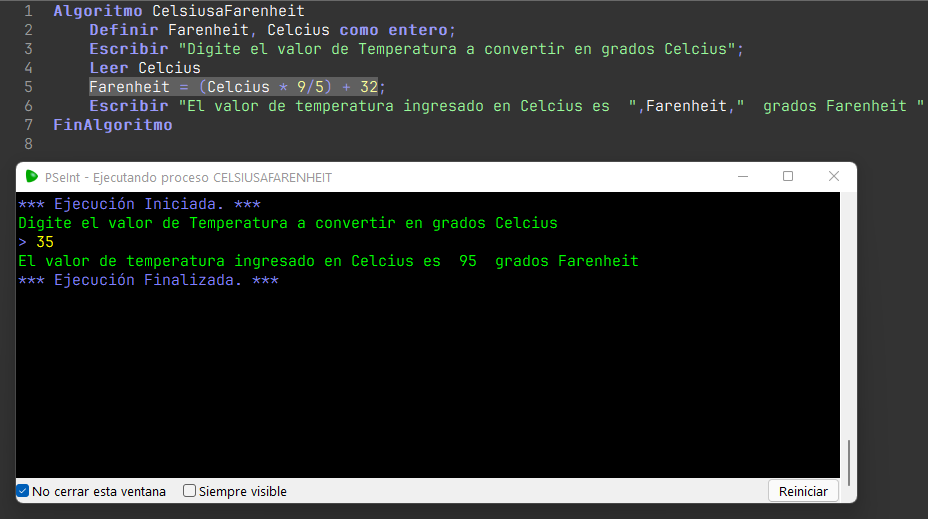 1 Algoritmo CelsiusaFarenheit
2 Definir Farenheit, Celcius como entero;
3 Escribir "Digite el valor de Temperatura a convertir en grados Celcius";
4 Leer Celcius
5 Farenheit = (Celcius * 9/5) + 32;
6 Escribir "El valor de temperatura ingresado en Celcius es  ",Farenheit,"  grados Farenheit "
7 FinAlgoritmo
8
PSeInt - Ejecutando proceso CELSIUSAFARENHEIT
*** Ejecución Iniciada. ***
Digite el valor de Temperatura a convertir en grados Celcius
> 35
El valor de temperatura ingresado en Celcius es  95  grados Farenheit
*** Ejecución Finalizada. ***
No cerrar esta ventana Siempre visible Reiniciar